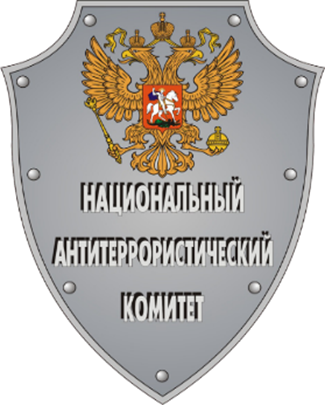 НАЦИОНАЛЬНЫЙ
АНТИТЕРРОРИСТИЧЕСКИЙ
КОМИТЕТ